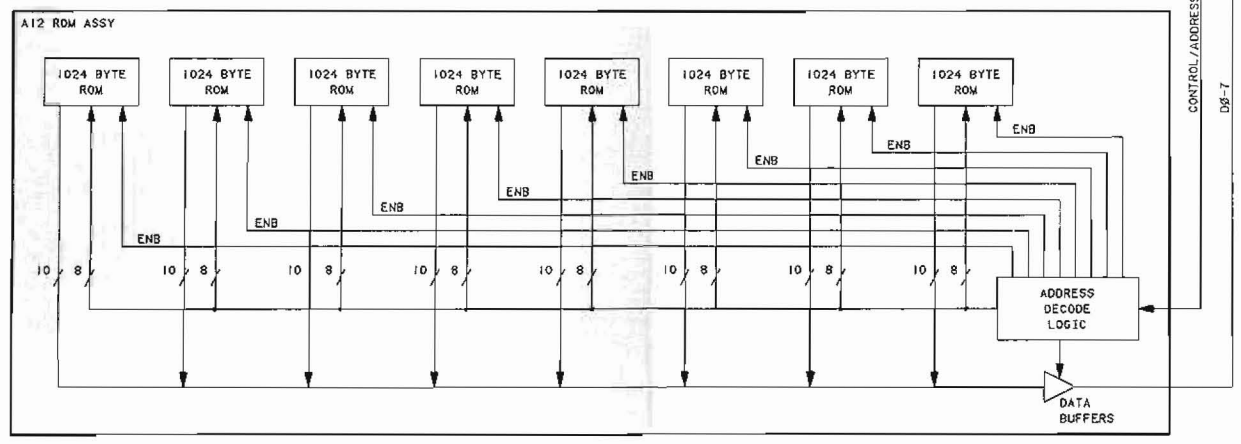 A12 ROM ASSY
1024 BYTE
ROM
1024 BYTE
ROM
1024 BYTE
ROM
1024 BYTE
ROM
1024 BYTE
ROM
1024 BYTE
ROM
1024 BYTE
ROM
1024 BYTE
ROM
CONTROL/ADDRESS
DØ-7
ENB
ENB
ENB
ENB
ENB
ENB
ENB
ENB
10 8
10 8
10 8
10 8
10 8
10 8
10 8
10 8
ADDRESS
DECODE
LOGIC
DATA
BUFFERS